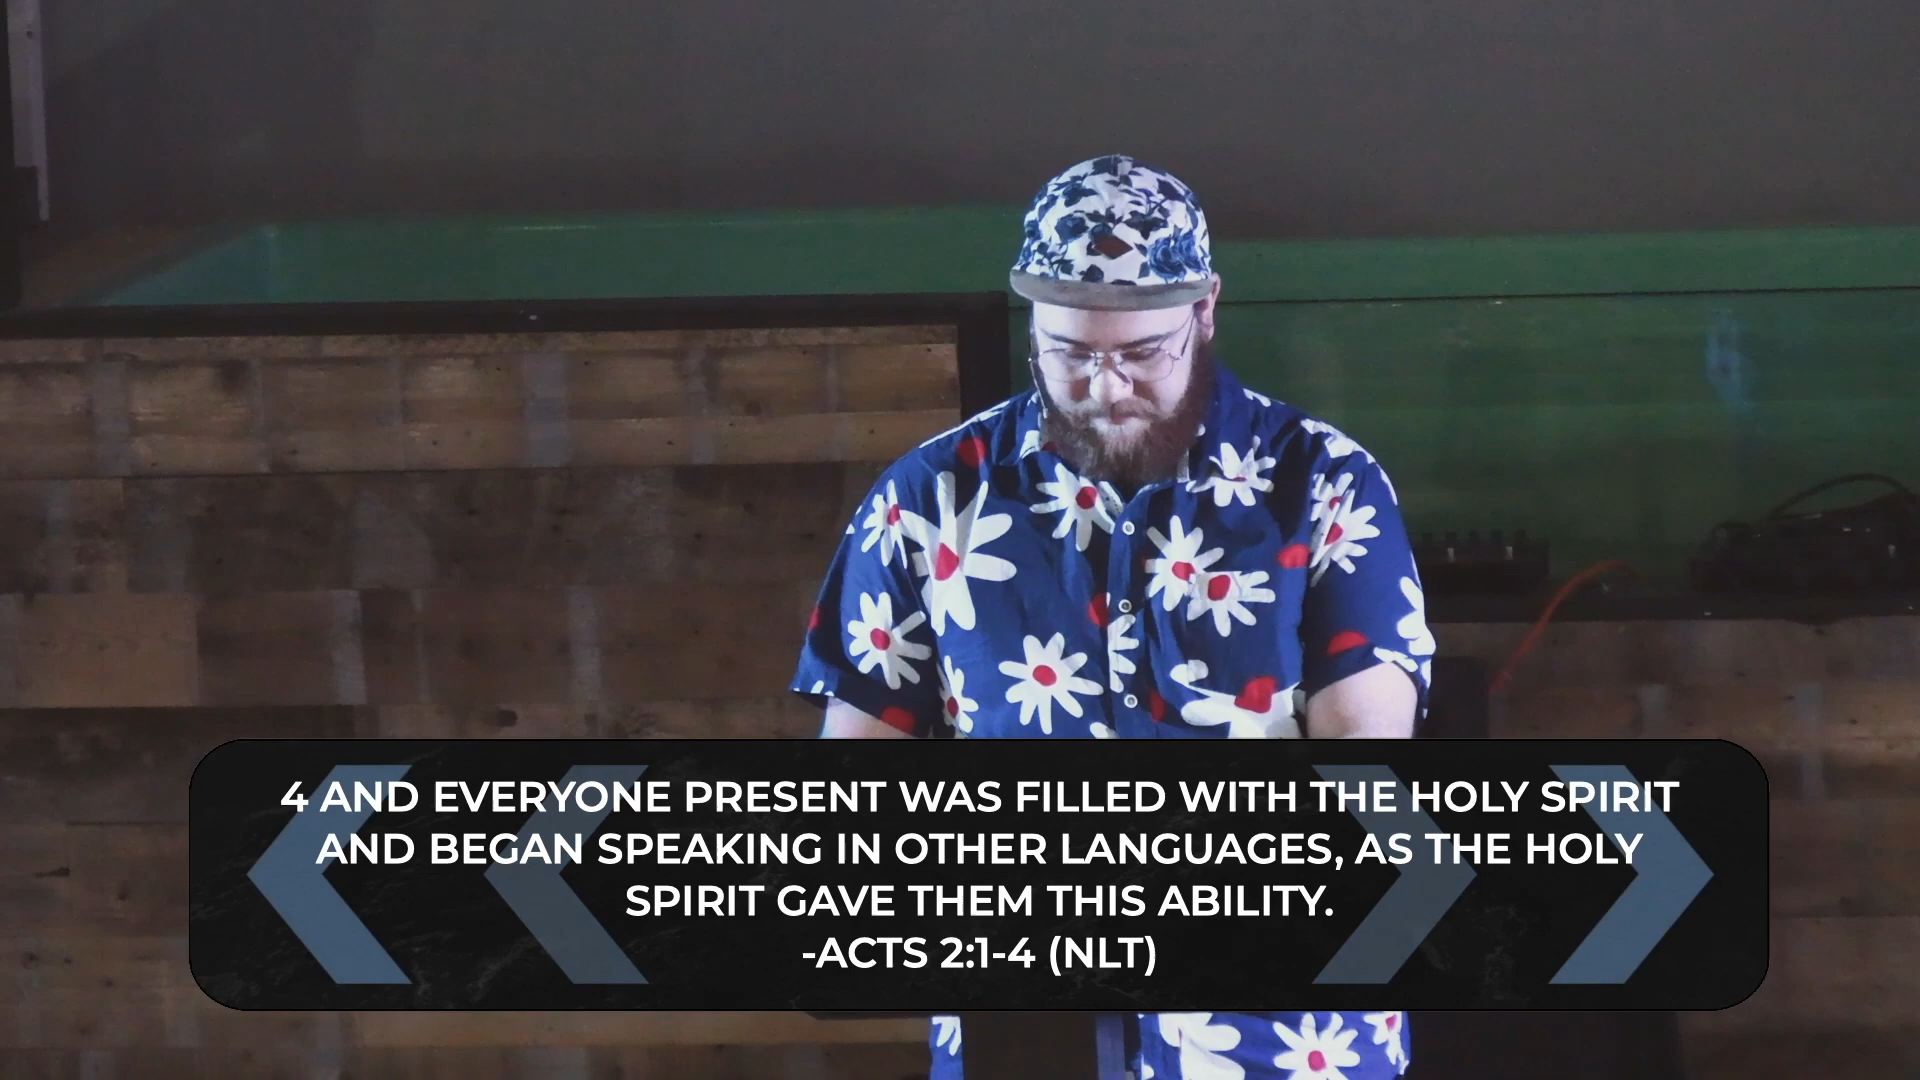 4 AND EVERYONE PRESENT WAS FILLED WITH THE HOLY SPIRIT
AND BEGAN SPEAKING IN OTHER LANGUAGES, AS THE HOLY
SPIRIT GAVE THEM THIS ABILITY.
-ACTS 2:1-4 (NLT)